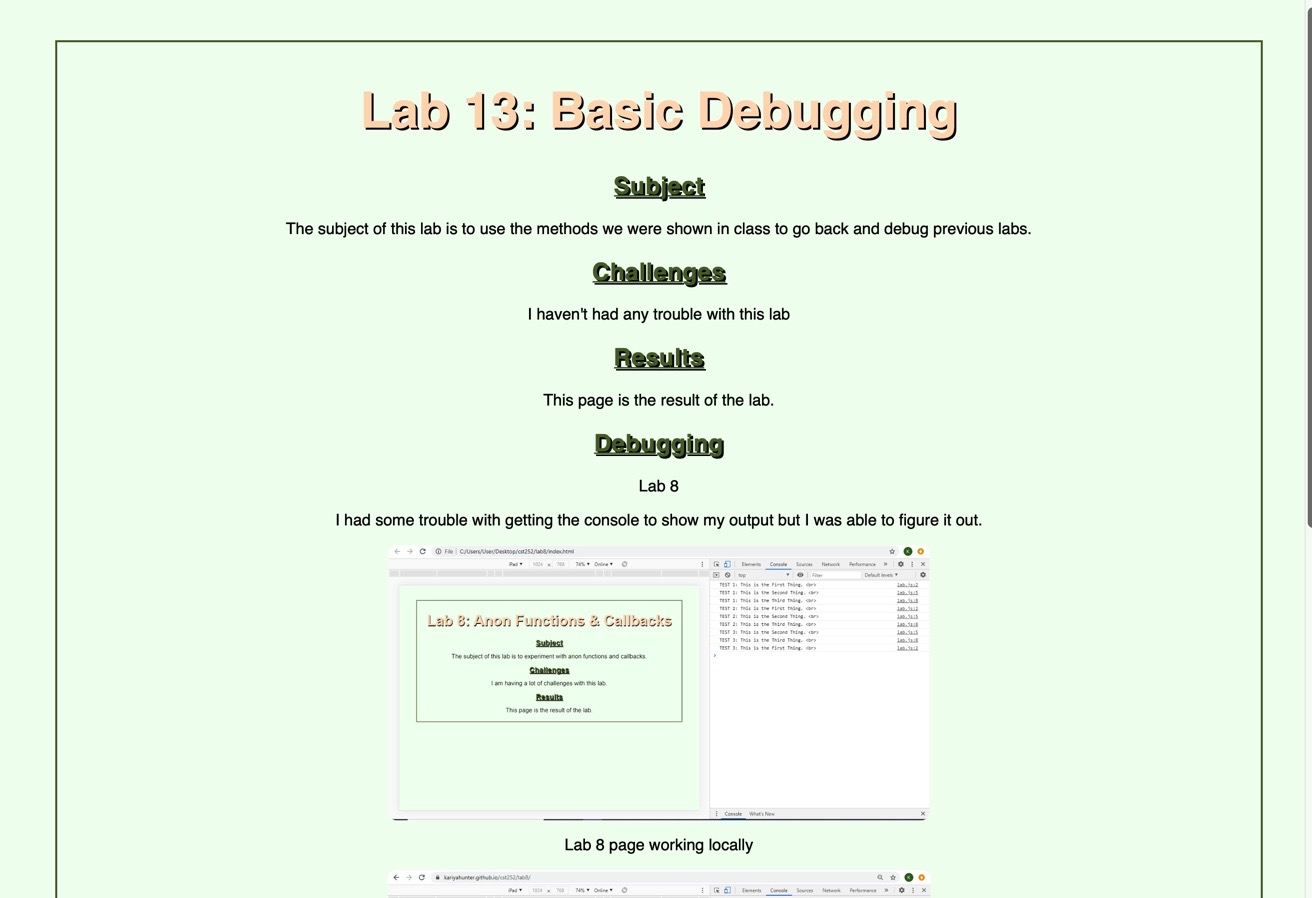 Lab 13: Basic Debugging
Subject
The subject of this lab is to use the methods we were shown in class to go back and debug previous labs.
Challenges
I haven't had any trouble with this lab
Results
This page is the result of the lab.
Debugging
Lab 8
I had some trouble with getting the console to show my output but I was able to figure it out.
File | C:/Users/User/Desktop/cst252/lab8/index.html
iPad 1024 × 768 74% Online
Elements Console Sources Network Performance »
top Filter Default levels
TEST 1: This is the First Thing. <br> lab.js:2
TEST 1: This is the Second Thing. <br> lab.js:5
TEST 1: This is the Third Thing. <br> lab.js:8
TEST 2: This is the First Thing. <br> lab.js:2
TEST 2: This is the Second Thing. <br> lab.js:5
TEST 2: This is the Third Thing. <br> lab.js:8
TEST 3: This is the Second Thing. <br> lab.js:5
TEST 3: This is the Third Thing. <br> lab.js:8
TEST 3: This is the First Thing. <br> lab.js:2
Lab 8: Anon Functions & Callbacks
Subject
The subject of this lab is to experiment with anon functions and callbacks.
Challenges
I am having a lot of challenges with this lab.
Results
This page is the result of the lab.
Console What's New
Lab 8 page working locally
kariyahunter.github.io/cst252/lab8/
iPad 1024 × 768 74% Online
Elements Console Sources Network Performance »